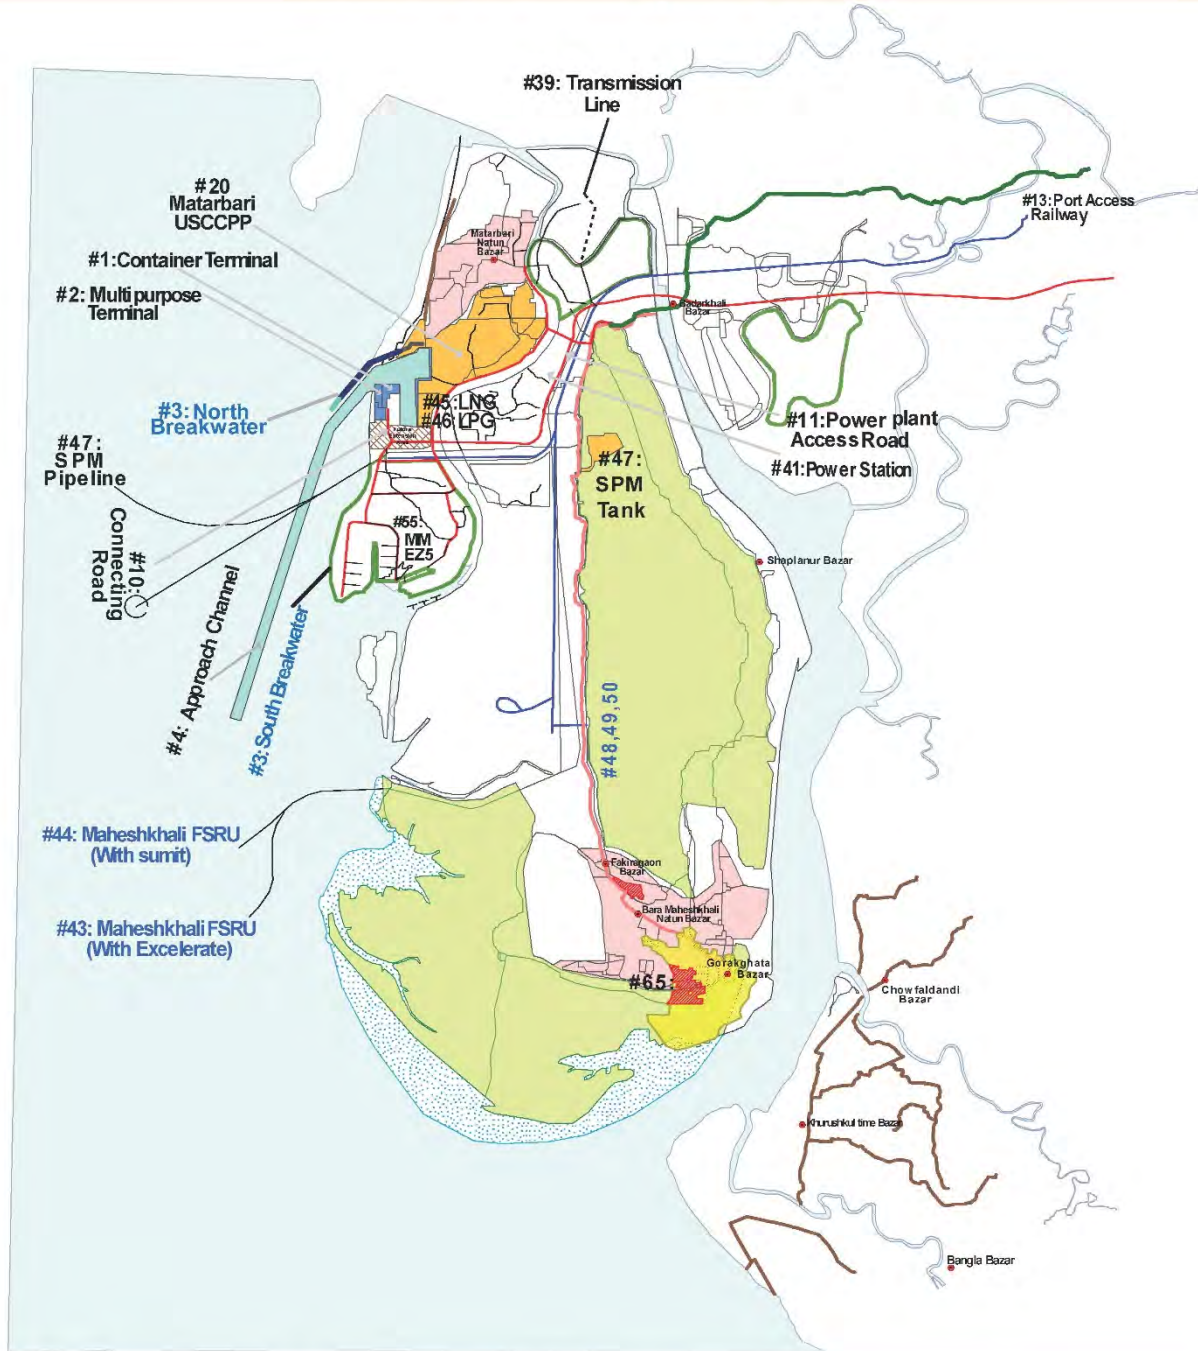 #39: Transmission
Line
#20
Matarbari
USCCPP
#13:Port Access
Railway
Matarbari
Natun
Bazar
#1:Container Terminal
#2: Multipurpose
Terminal
Badarkhali
Bazar
#3: North
Breakwater
#45:LNG
#46:LPG
#11:Power plant
Access Road
#41:Power Station
#47:
SPM
Pipeline
#47:
SPM
Tank
#10:
Connecting
Road
#55:
MM
EZ5
Shaplanur Bazar
#4: Approach Channel
#3: South Breakwater
#48,49,50
#44: Maheshkhali FSRU
(With sumit)
#43: Maheshkhali FSRU
(With Excelerate)
Fakiragaon
Bazar
Bara Maheshkhali
Natun Bazar
Gorakghata
Bazar
#65:
Chowfaldandi
Bazar
Khurushkul time Bazar
Bangla Bazar